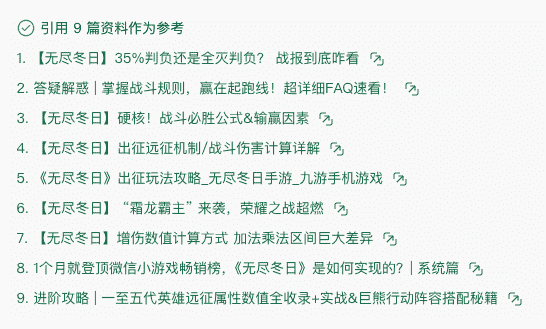 引用 9 篇资料作为参考
1. 【无尽冬日】35%判负还是全灭判负？ 战报到底咋看
2. 答疑解惑 | 掌握战斗规则，赢在起跑线！超详细FAQ速看！
3. 【无尽冬日】硬核！战斗必胜公式&输赢因素
4. 【无尽冬日】出征远征机制/战斗伤害计算详解
5. 《无尽冬日》出征玩法攻略_无尽冬日手游_九游手机游戏
6. 【无尽冬日】“霜龙霸主”来袭，荣耀之战超燃
7. 【无尽冬日】增伤数值计算方式 加法乘法区间巨大差异
8. 1个月就登顶微信小游戏畅销榜，《无尽冬日》是如何实现的？| 系统篇
9. 进阶攻略 | 一至五代英雄远征属性数值全收录+实战&巨熊行动阵容搭配秘籍